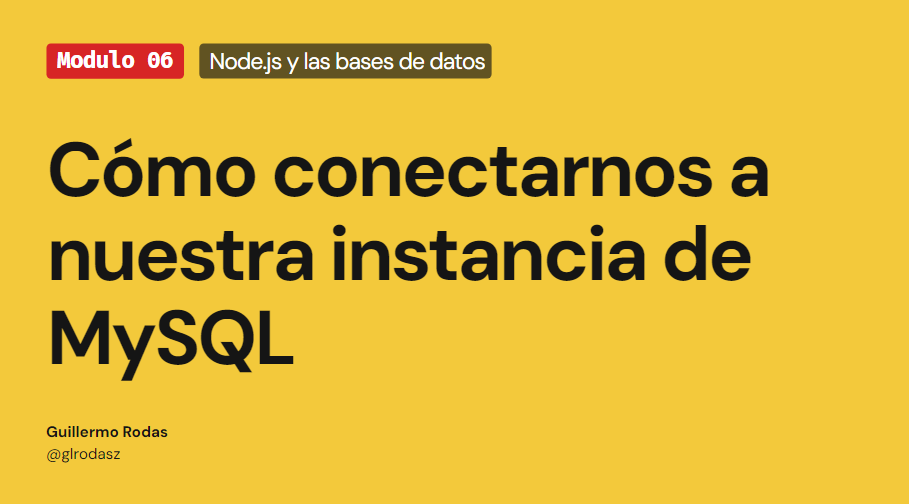 Modulo 06
Node.js y las bases de datos
Cómo conectarnos a
nuestra instancia de
MySQL
Guillermo Rodas
@glrodasz